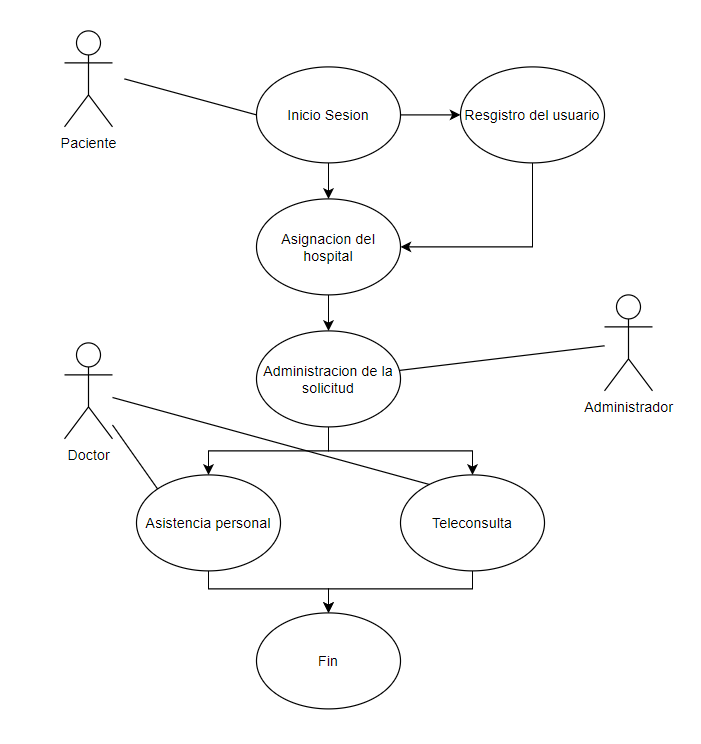 Paciente
Inicio Sesion
Resgistro del usuario
Asignacion del
hospital
Administracion de la
solicitud
Administrador
Doctor
Asistencia personal
Teleconsulta
Fin